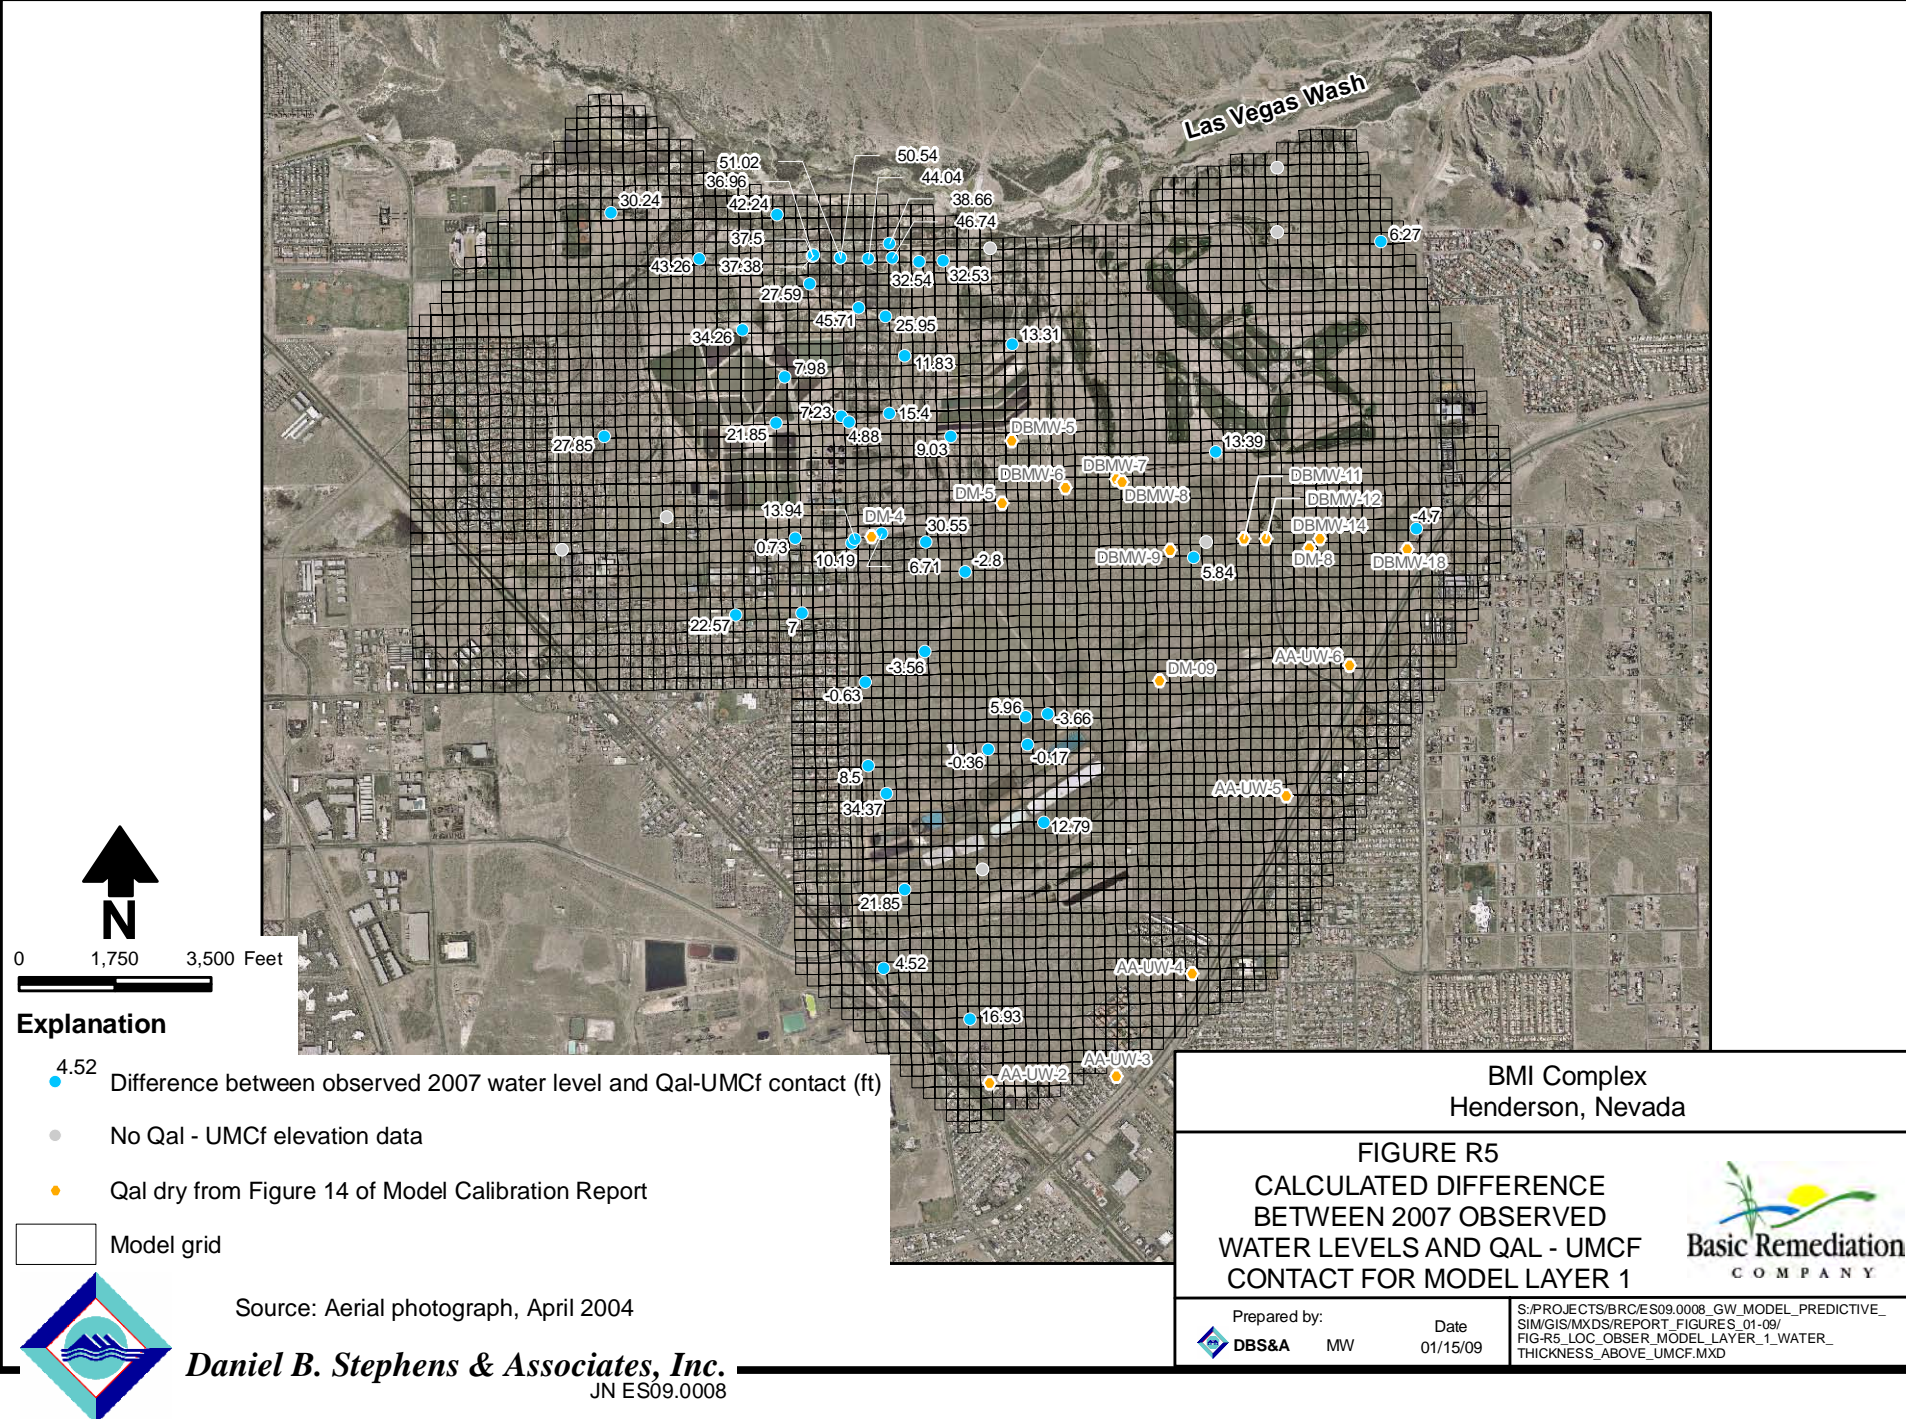 Las Vegas Wash
51.02
50.54
36.96
44.04
42.24
38.66
30.24
46.74
37.5
6.27
43.26
37.38
32.54
32.53
27.59
45.71
25.95
34.26
13.31
11.83
7.98
7.23
15.4
21.85
4.88
DBMW-5
27.85
9.03
13.39
DBMW-6
DBMW-7
DBMW-11
DM-5
DBMW-8
DBMW-12
13.94
DM-4
30.55
DBMW-14
-4.7
0.73
10.19
6.71
-2.8
DBMW-9
5.84
DM-8
DBMW-18
22.57
7
-3.56
AA-UW-6
DM-09
-0.63
5.96
-3.66
-0.36
-0.17
8.5
AA-UW-5
34.37
12.79
21.85
4.52
AA-UW-4
16.93
AA-UW-3
AA-UW-2
N
0 1,750 3,500 Feet
Explanation
4.52
Difference between observed 2007 water level and Qal-UMCf contact (ft)
No Qal - UMCf elevation data
Qal dry from Figure 14 of Model Calibration Report
Model grid
Source: Aerial photograph, April 2004
Daniel B. Stephens & Associates, Inc.
JN ES09.0008
BMI Complex
Henderson, Nevada
FIGURE R5
CALCULATED DIFFERENCE
BETWEEN 2007 OBSERVED
WATER LEVELS AND QAL - UMCF
CONTACT FOR MODEL LAYER 1
Basic Remediation
COMPANY
Prepared by:
DBS&A MW
Date
01/15/09
S:/PROJECTS/BRC/ES09.0008_GW_MODEL_PREDICTIVE_
SIM/GIS/MXDS/REPORT_FIGURES_01-09/
FIG-R5_LOC_OBSER_MODEL_LAYER_1_WATER_
THICKNESS_ABOVE_UMCF.MXD